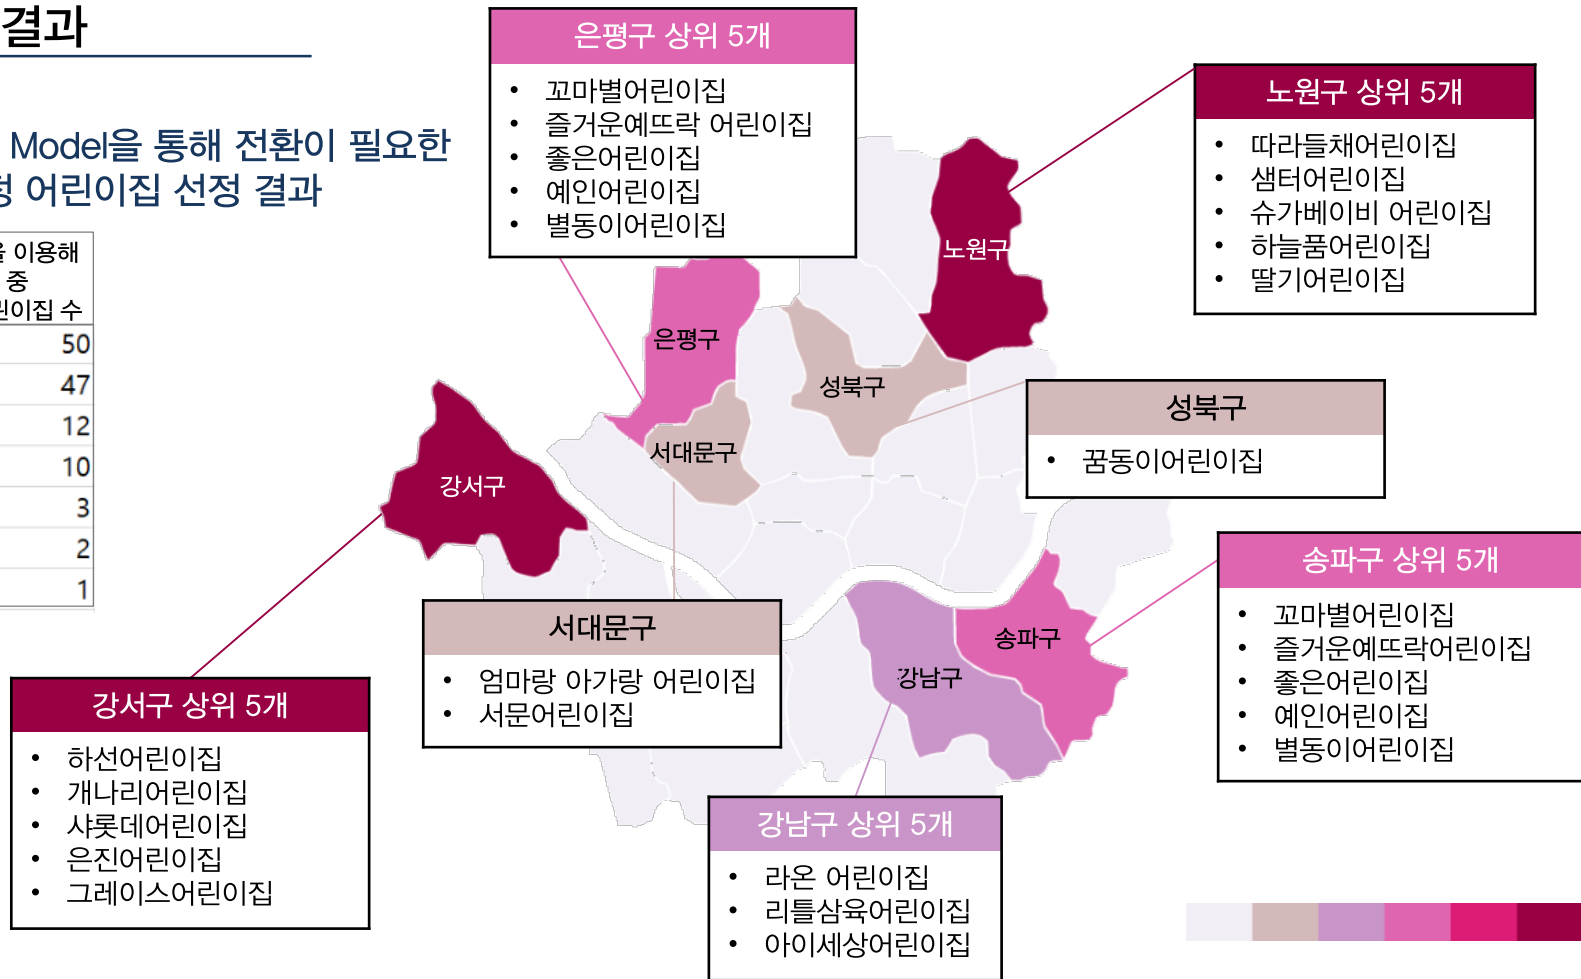 결과
Model을 통해 전환이 필요한
어린이집 선정 결과
이용해
중
수
50
47
12
10
3
2
1
은평구 상위 5개
• 꼬마별어린이집
• 즐거운예뜨락 어린이집
• 좋은어린이집
• 예인어린이집
• 별동이어린이집
노원구 상위 5개
• 따라들채어린이집
• 샘터어린이집
• 슈가베이비 어린이집
• 하늘품어린이집
• 딸기어린이집
노원구
은평구
성북구
서대문구
강서구
성북구
• 꿈동이어린이집
송파구 상위 5개
• 꼬마별어린이집
• 즐거운예뜨락어린이집
• 좋은어린이집
• 예인어린이집
• 별동이어린이집
서대문구
• 엄마랑 아가랑 어린이집
• 서문어린이집
송파구
강남구
강서구 상위 5개
• 하선어린이집
• 개나리어린이집
• 샤롯데어린이집
• 은진어린이집
• 그레이스어린이집
강남구 상위 5개
• 라온 어린이집
• 리틀삼육어린이집
• 아이세상어린이집